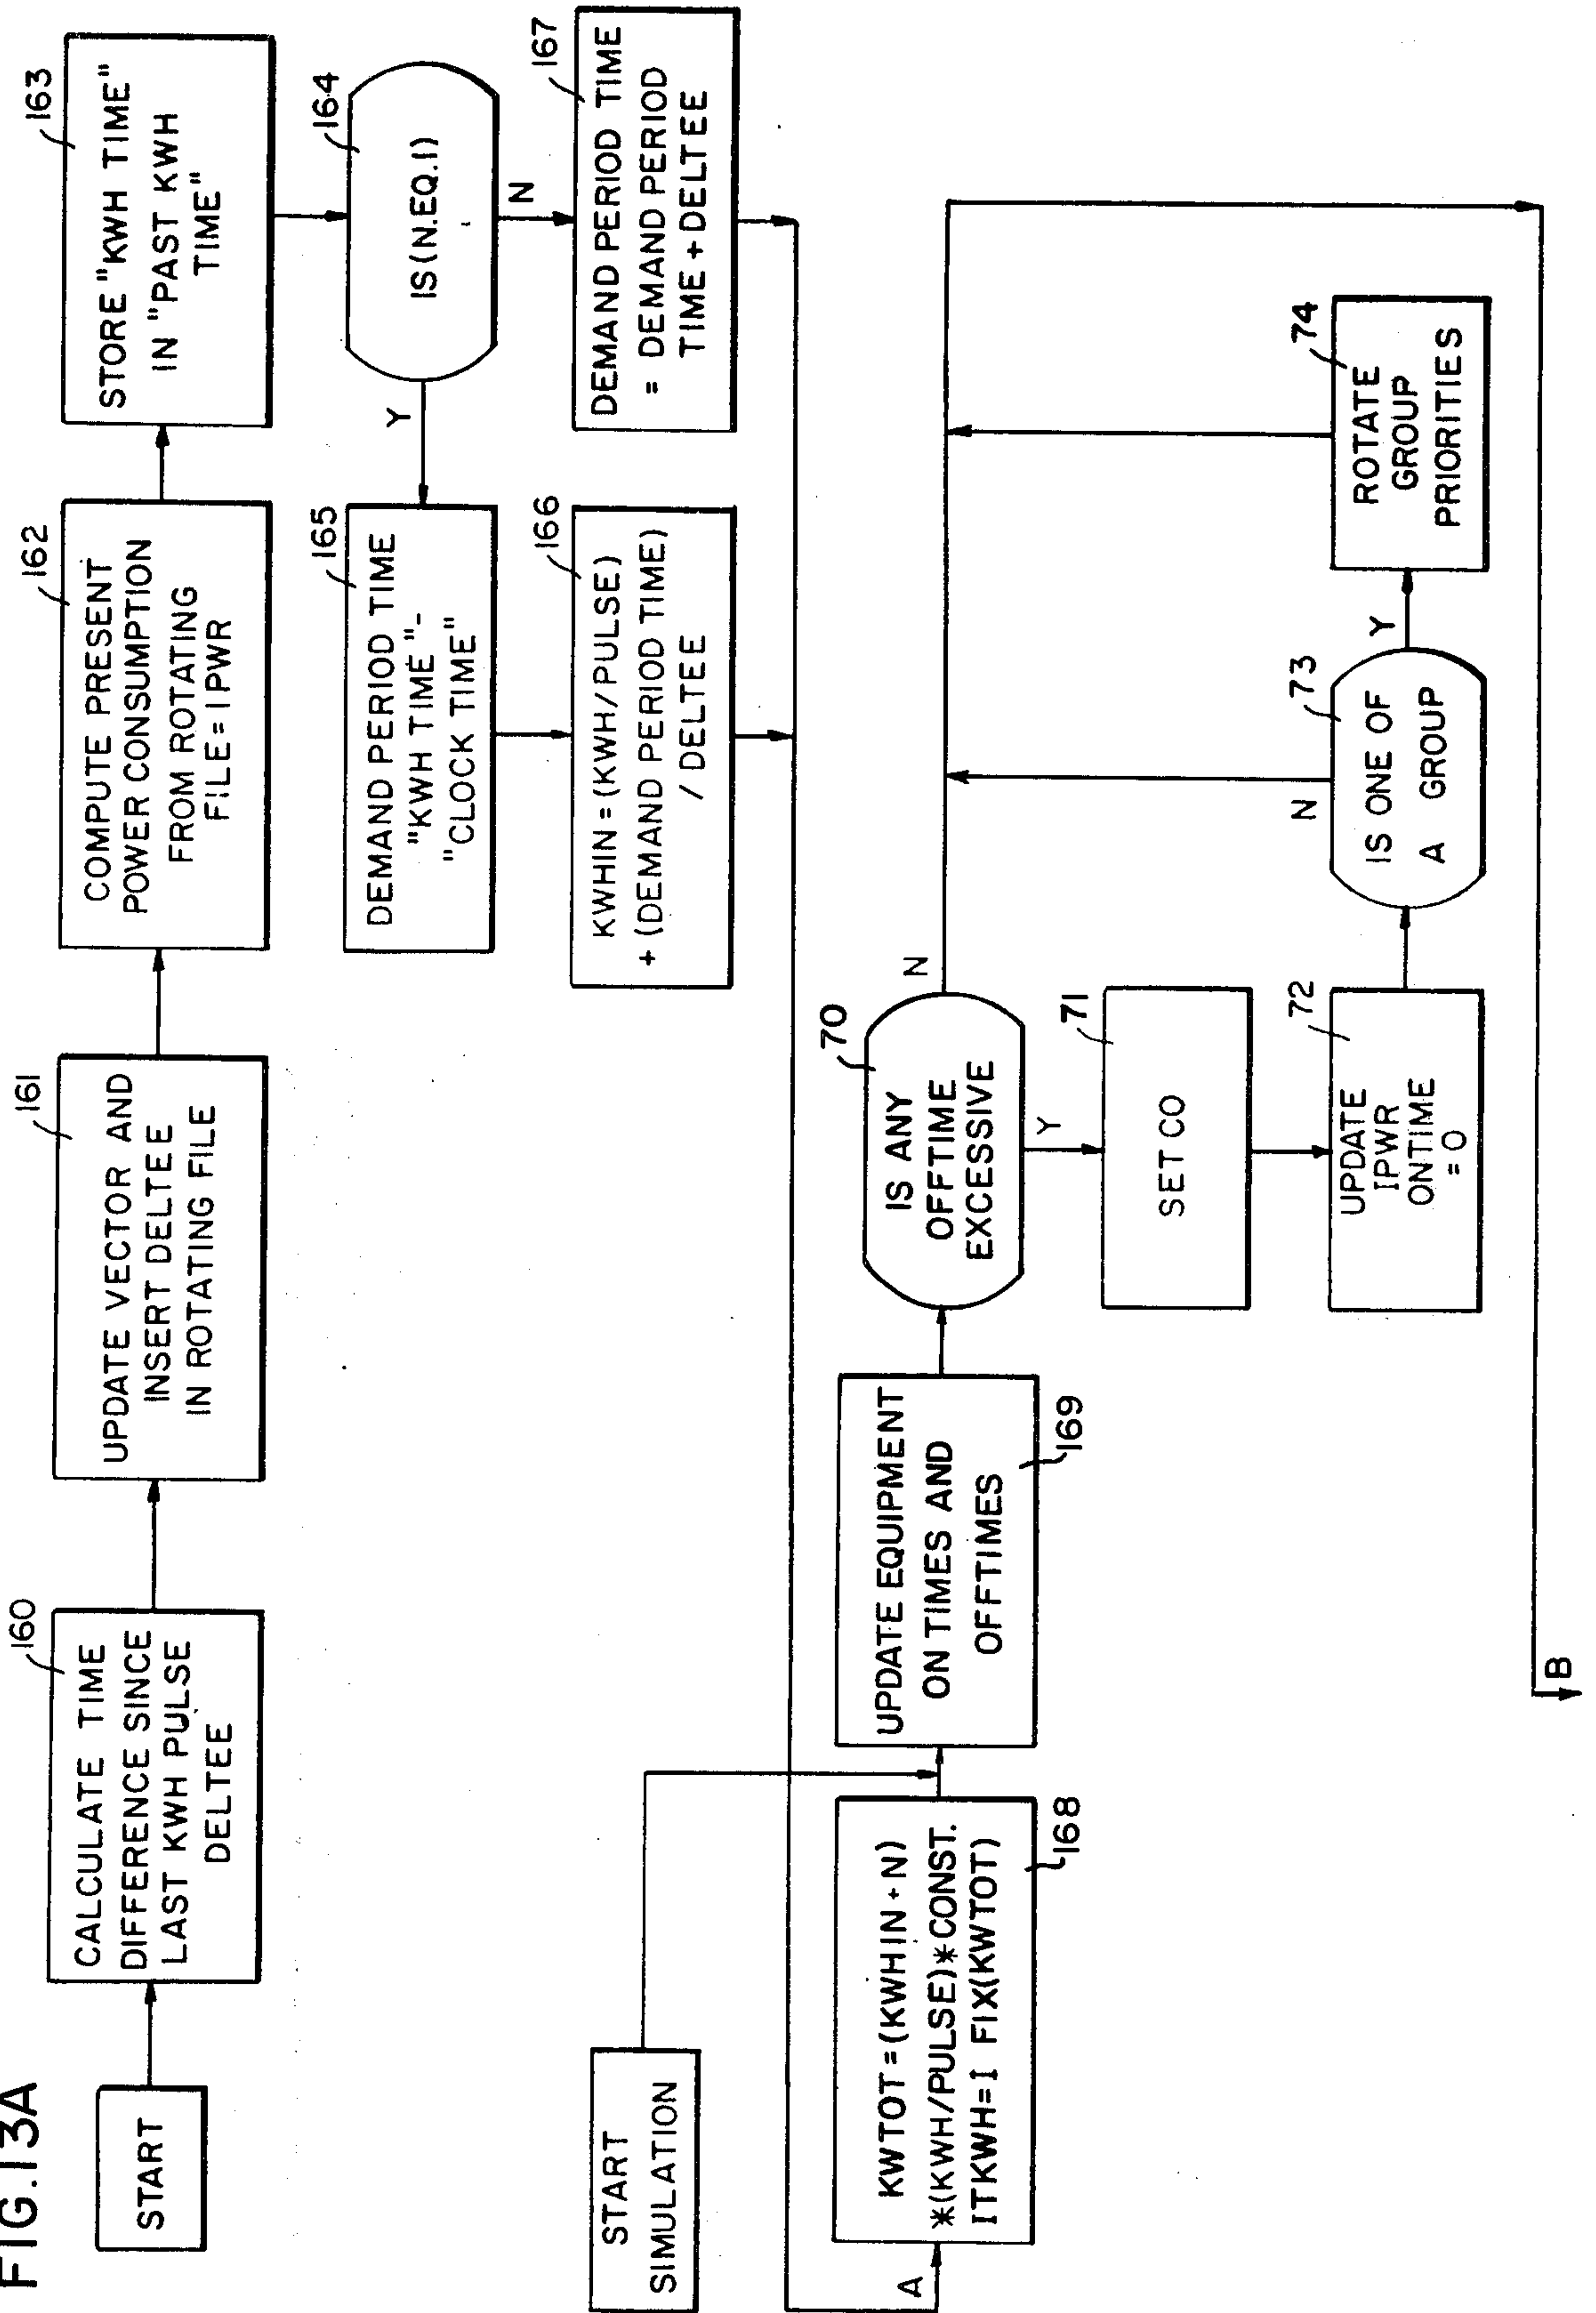 FIG.13A
START
160
CALCULATE TIME
DIFFERENCE SINCE
LAST KWH PULSE
DELTEE
161
UPDATE VECTOR AND
INSERT DELTEE
IN ROTATING FILE
162
COMPUTE PRESENT
POWER CONSUMPTION
FROM ROTATING
FILE = IPWR
163
STORE "KWH TIME"
IN "PAST KWH
TIME"
164
IS (N.EQ.1)
Y
N
165
DEMAND PERIOD TIME
"KWH TIME"-
"CLOCK TIME"
166
KWHIN = (KWH/PULSE)
+ (DEMAND PERIOD TIME)
/ DELTEE
167
DEMAND PERIOD TIME
= DEMAND PERIOD
TIME + DELTEE
START
SIMULATION
A
KWTOT = (KWHIN + N)
*(KWH/PULSE)*CONST.
ITKWH = I FIX(KWTOT)
168
UPDATE EQUIPMENT
ON TIMES AND
OFFTIMES
169
70
IS ANY
OFFTIME
EXCESSIVE
N
Y
71
SET CO
72
UPDATE
IPWR
ONTIME
= 0
73
IS ONE OF
A GROUP
N
Y
74
ROTATE
GROUP
PRIORITIES
B